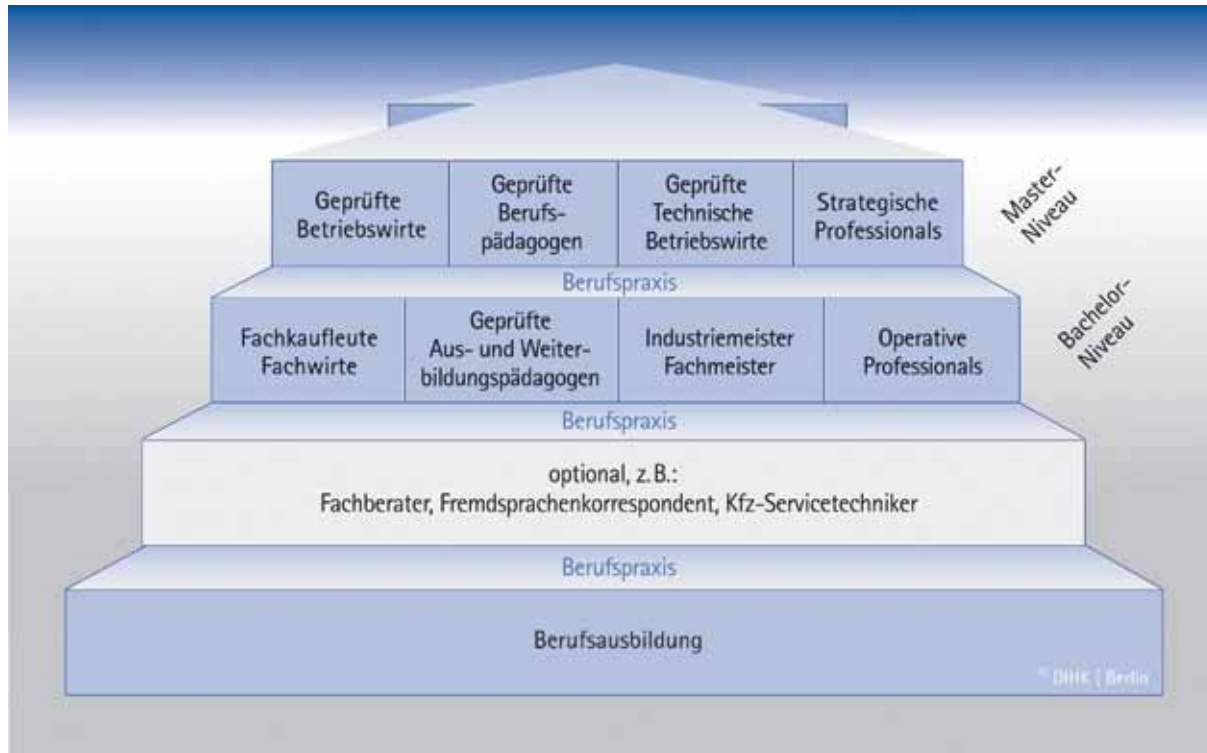 Geprüfte
Betriebswirte
Geprüfte
Berufs-
pädagogen
Geprüfte
Technische
Betriebswirte
Strategische
Professionals
Master-
Niveau
Berufspraxis
Fachkaufleute
Fachwirte
Geprüfte
Aus- und Weiter-
bildungspädagogen
Industriemeister
Fachmeister
Operative
Professionals
Bachelor-
Niveau
Berufspraxis
optional, z. B.:
Fachberater, Fremdsprachenkorrespondent, Kfz-Servicetechniker
Berufspraxis
Berufsausbildung
© DIHK | Berlin